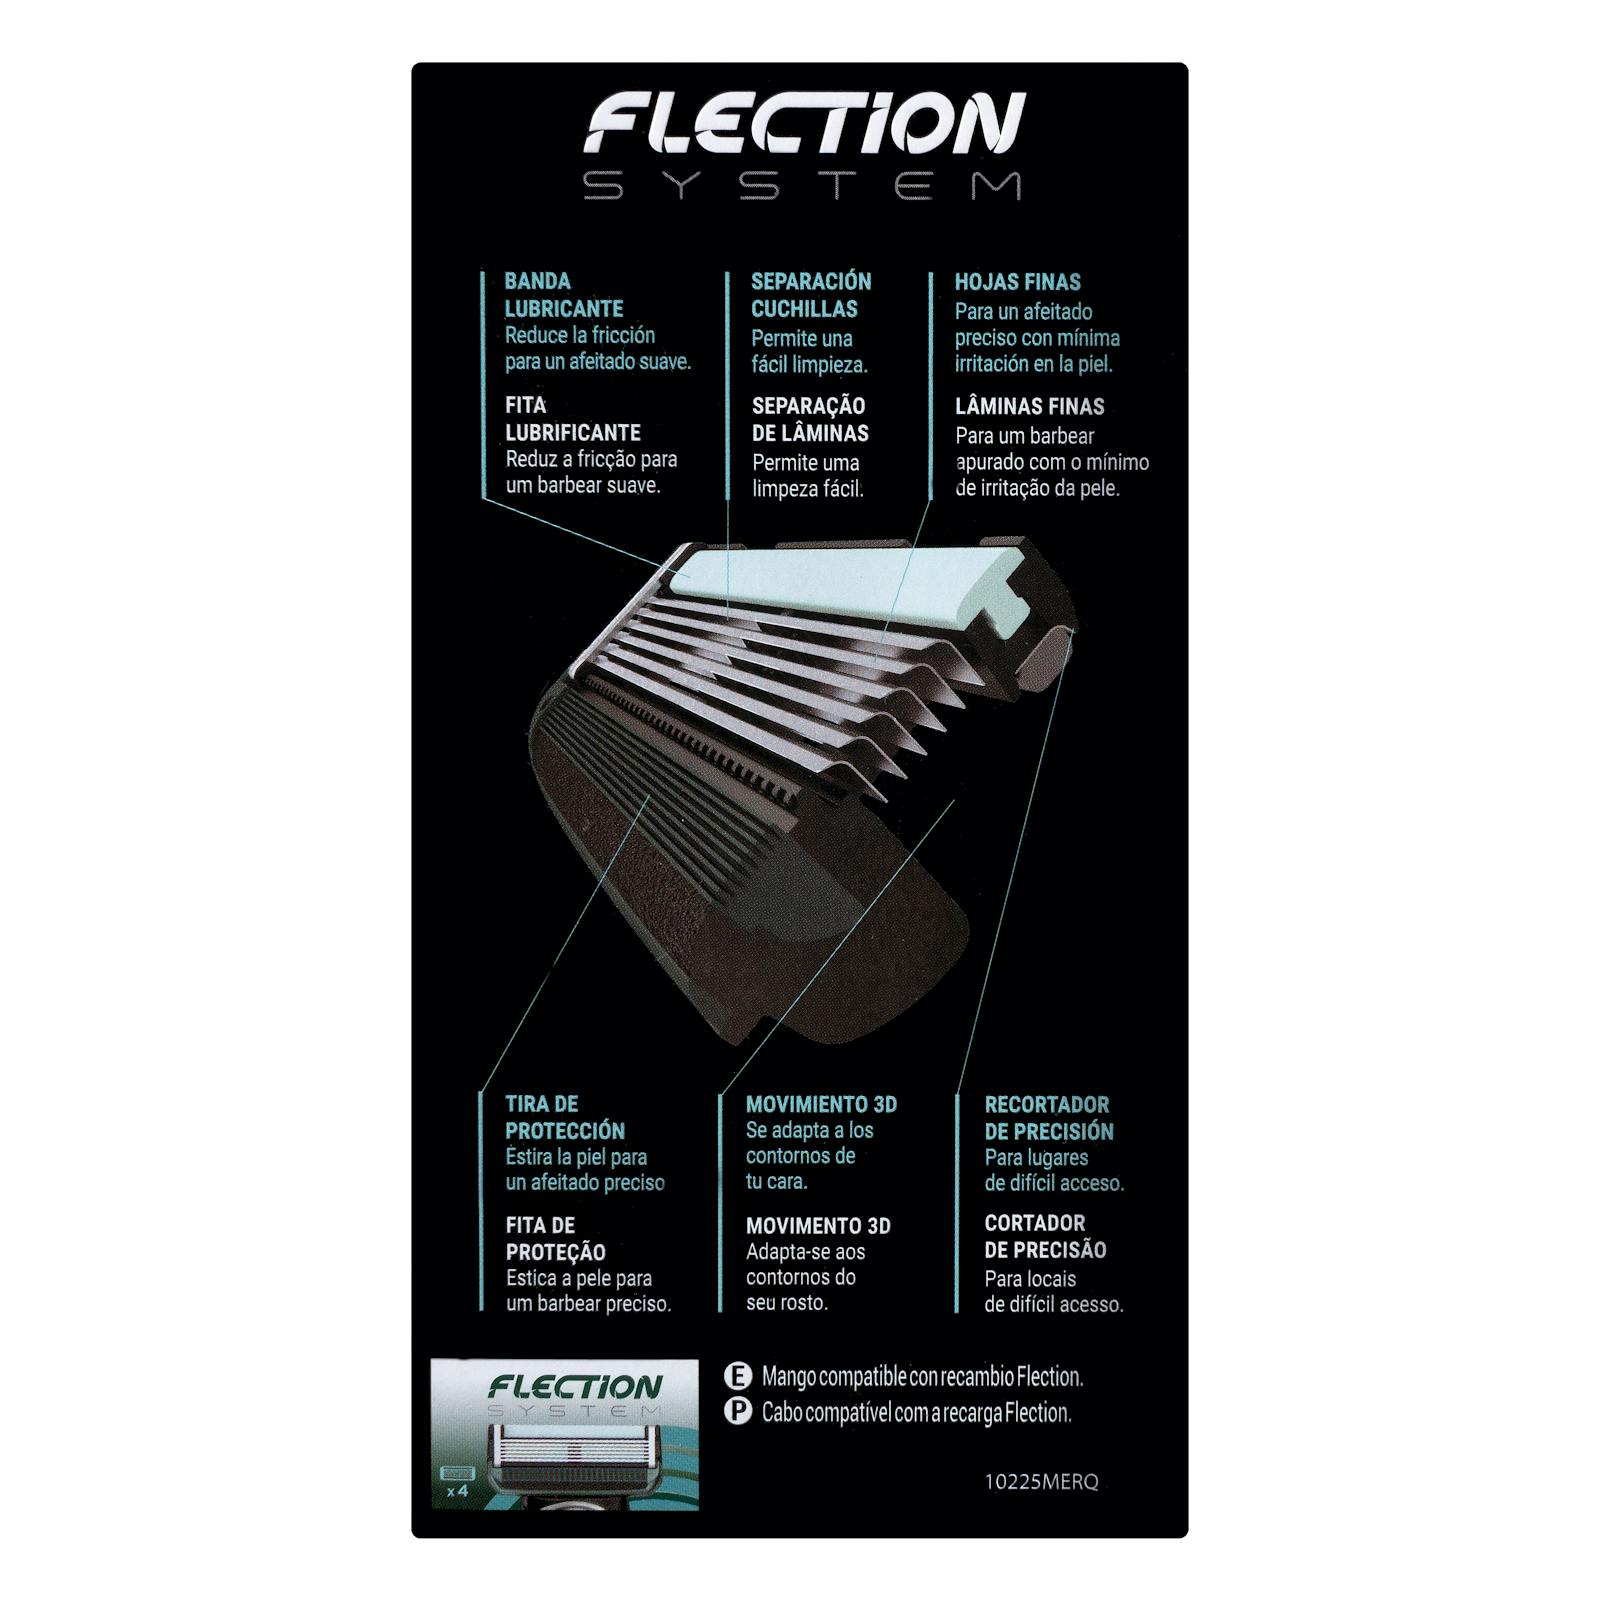 FLECTION
SYSTEM
BANDA
LUBRICANTE
Reduce la fricción
para un afeitado suave.
FITA
LUBRIFICANTE
Reduz a fricção para
um barbear suave.
SEPARACIÓN
CUCHILLAS
Permite una
fácil limpieza.
SEPARAÇÃO
DE LÂMINAS
Permite uma
limpeza fácil.
HOJAS FINAS
Para un afeitado
preciso con mínima
irritación en la piel.
LÂMINAS FINAS
Para um barbear
apurado com o mínimo
de irritação da pele.
TIRA DE
PROTECCIÓN
Estira la piel para
un afeitado preciso
FITA DE
PROTEÇÃO
Estica a pele para
um barbear preciso.
MOVIMIENTO 3D
Se adapta a los
contornos de
tu cara.
MOVIMENTO 3D
Adapta-se aos
contornos do
seu rosto.
RECORTADOR
DE PRECISIÓN
Para lugares
de difícil acceso.
CORTADOR
DE PRECISÃO
Para locais
de difícil acesso.
FLECTION
SYSTEM
x4
E Mango compatible con recambio Flection.
P Cabo compatível com a recarga Flection.
10225MERQ